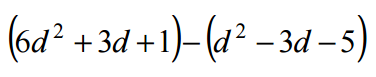 (6d² + 3d + 1) – (d² – 3d – 5)